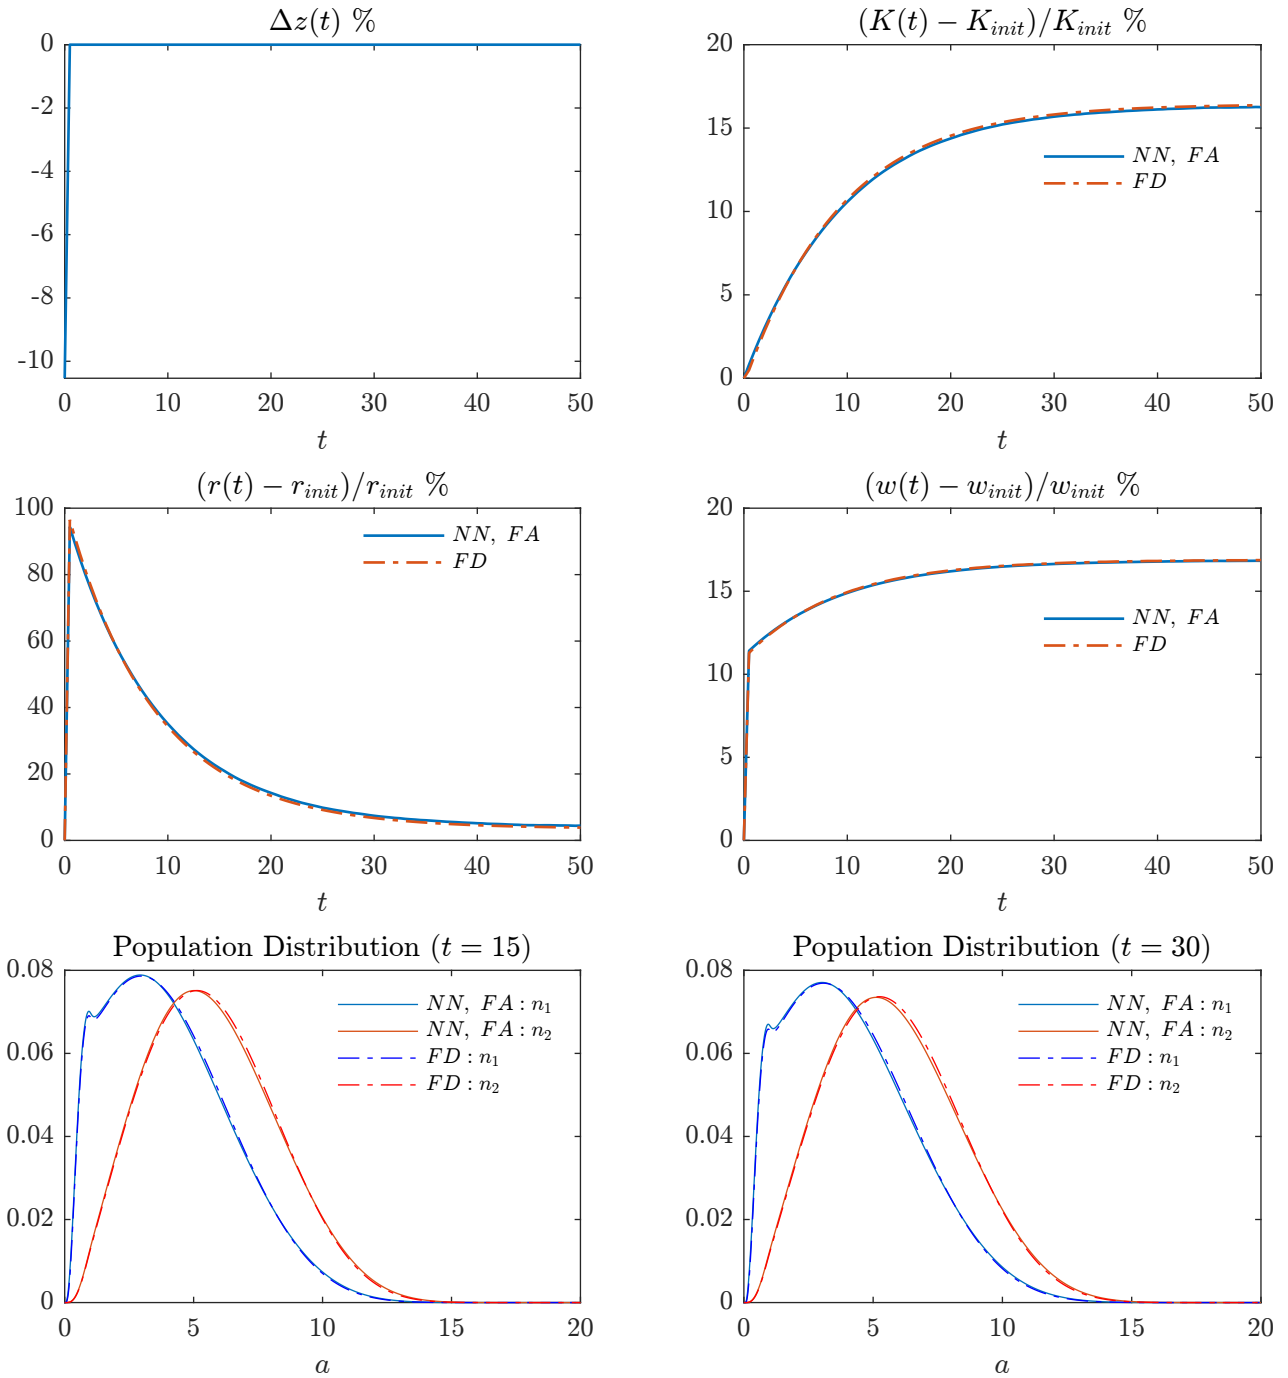 Δz(t) %
0
-2
-4
-6
-8
-10
0 10 20 30 40 50
t
(K(t) − K_init)/K_init %
20
15
10
5
0
NN, FA
FD
0 10 20 30 40 50
t
(r(t) − r_init)/r_init %
100
80
60
40
20
0
NN, FA
FD
0 10 20 30 40 50
t
(w(t) − w_init)/w_init %
20
15
10
5
0
NN, FA
FD
0 10 20 30 40 50
t
Population Distribution (t = 15)
0.08
0.06
0.04
0.02
0
NN, FA : n₁
NN, FA : n₂
FD : n₁
FD : n₂
0 5 10 15 20
a
Population Distribution (t = 30)
0.08
0.06
0.04
0.02
0
NN, FA : n₁
NN, FA : n₂
FD : n₁
FD : n₂
0 5 10 15 20
a